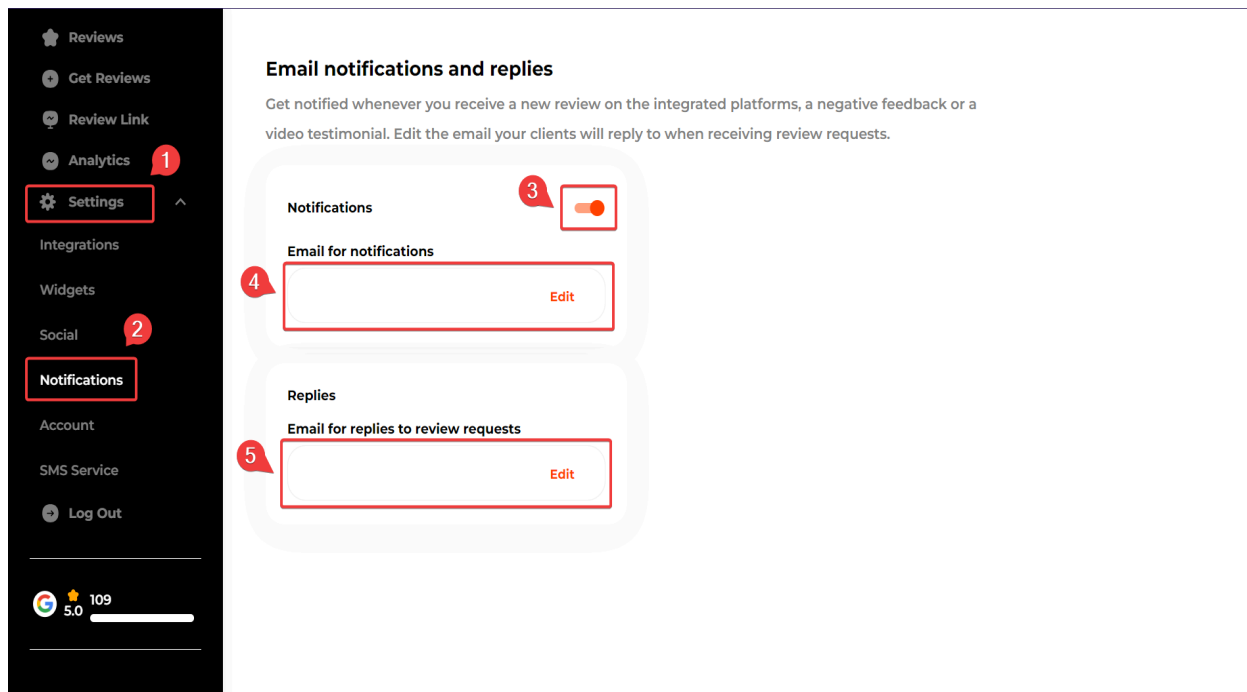 Reviews
Get Reviews
Review Link
Analytics
1
Settings
Integrations
Widgets
Social
2
Notifications
Account
SMS Service
Log Out
G
5.0
109
Email notifications and replies
Get notified whenever you receive a new review on the integrated platforms, a negative feedback or a
video testimonial. Edit the email your clients will reply to when receiving review requests.
Notifications
3
Email for notifications
4
Edit
Replies
Email for replies to review requests
5
Edit